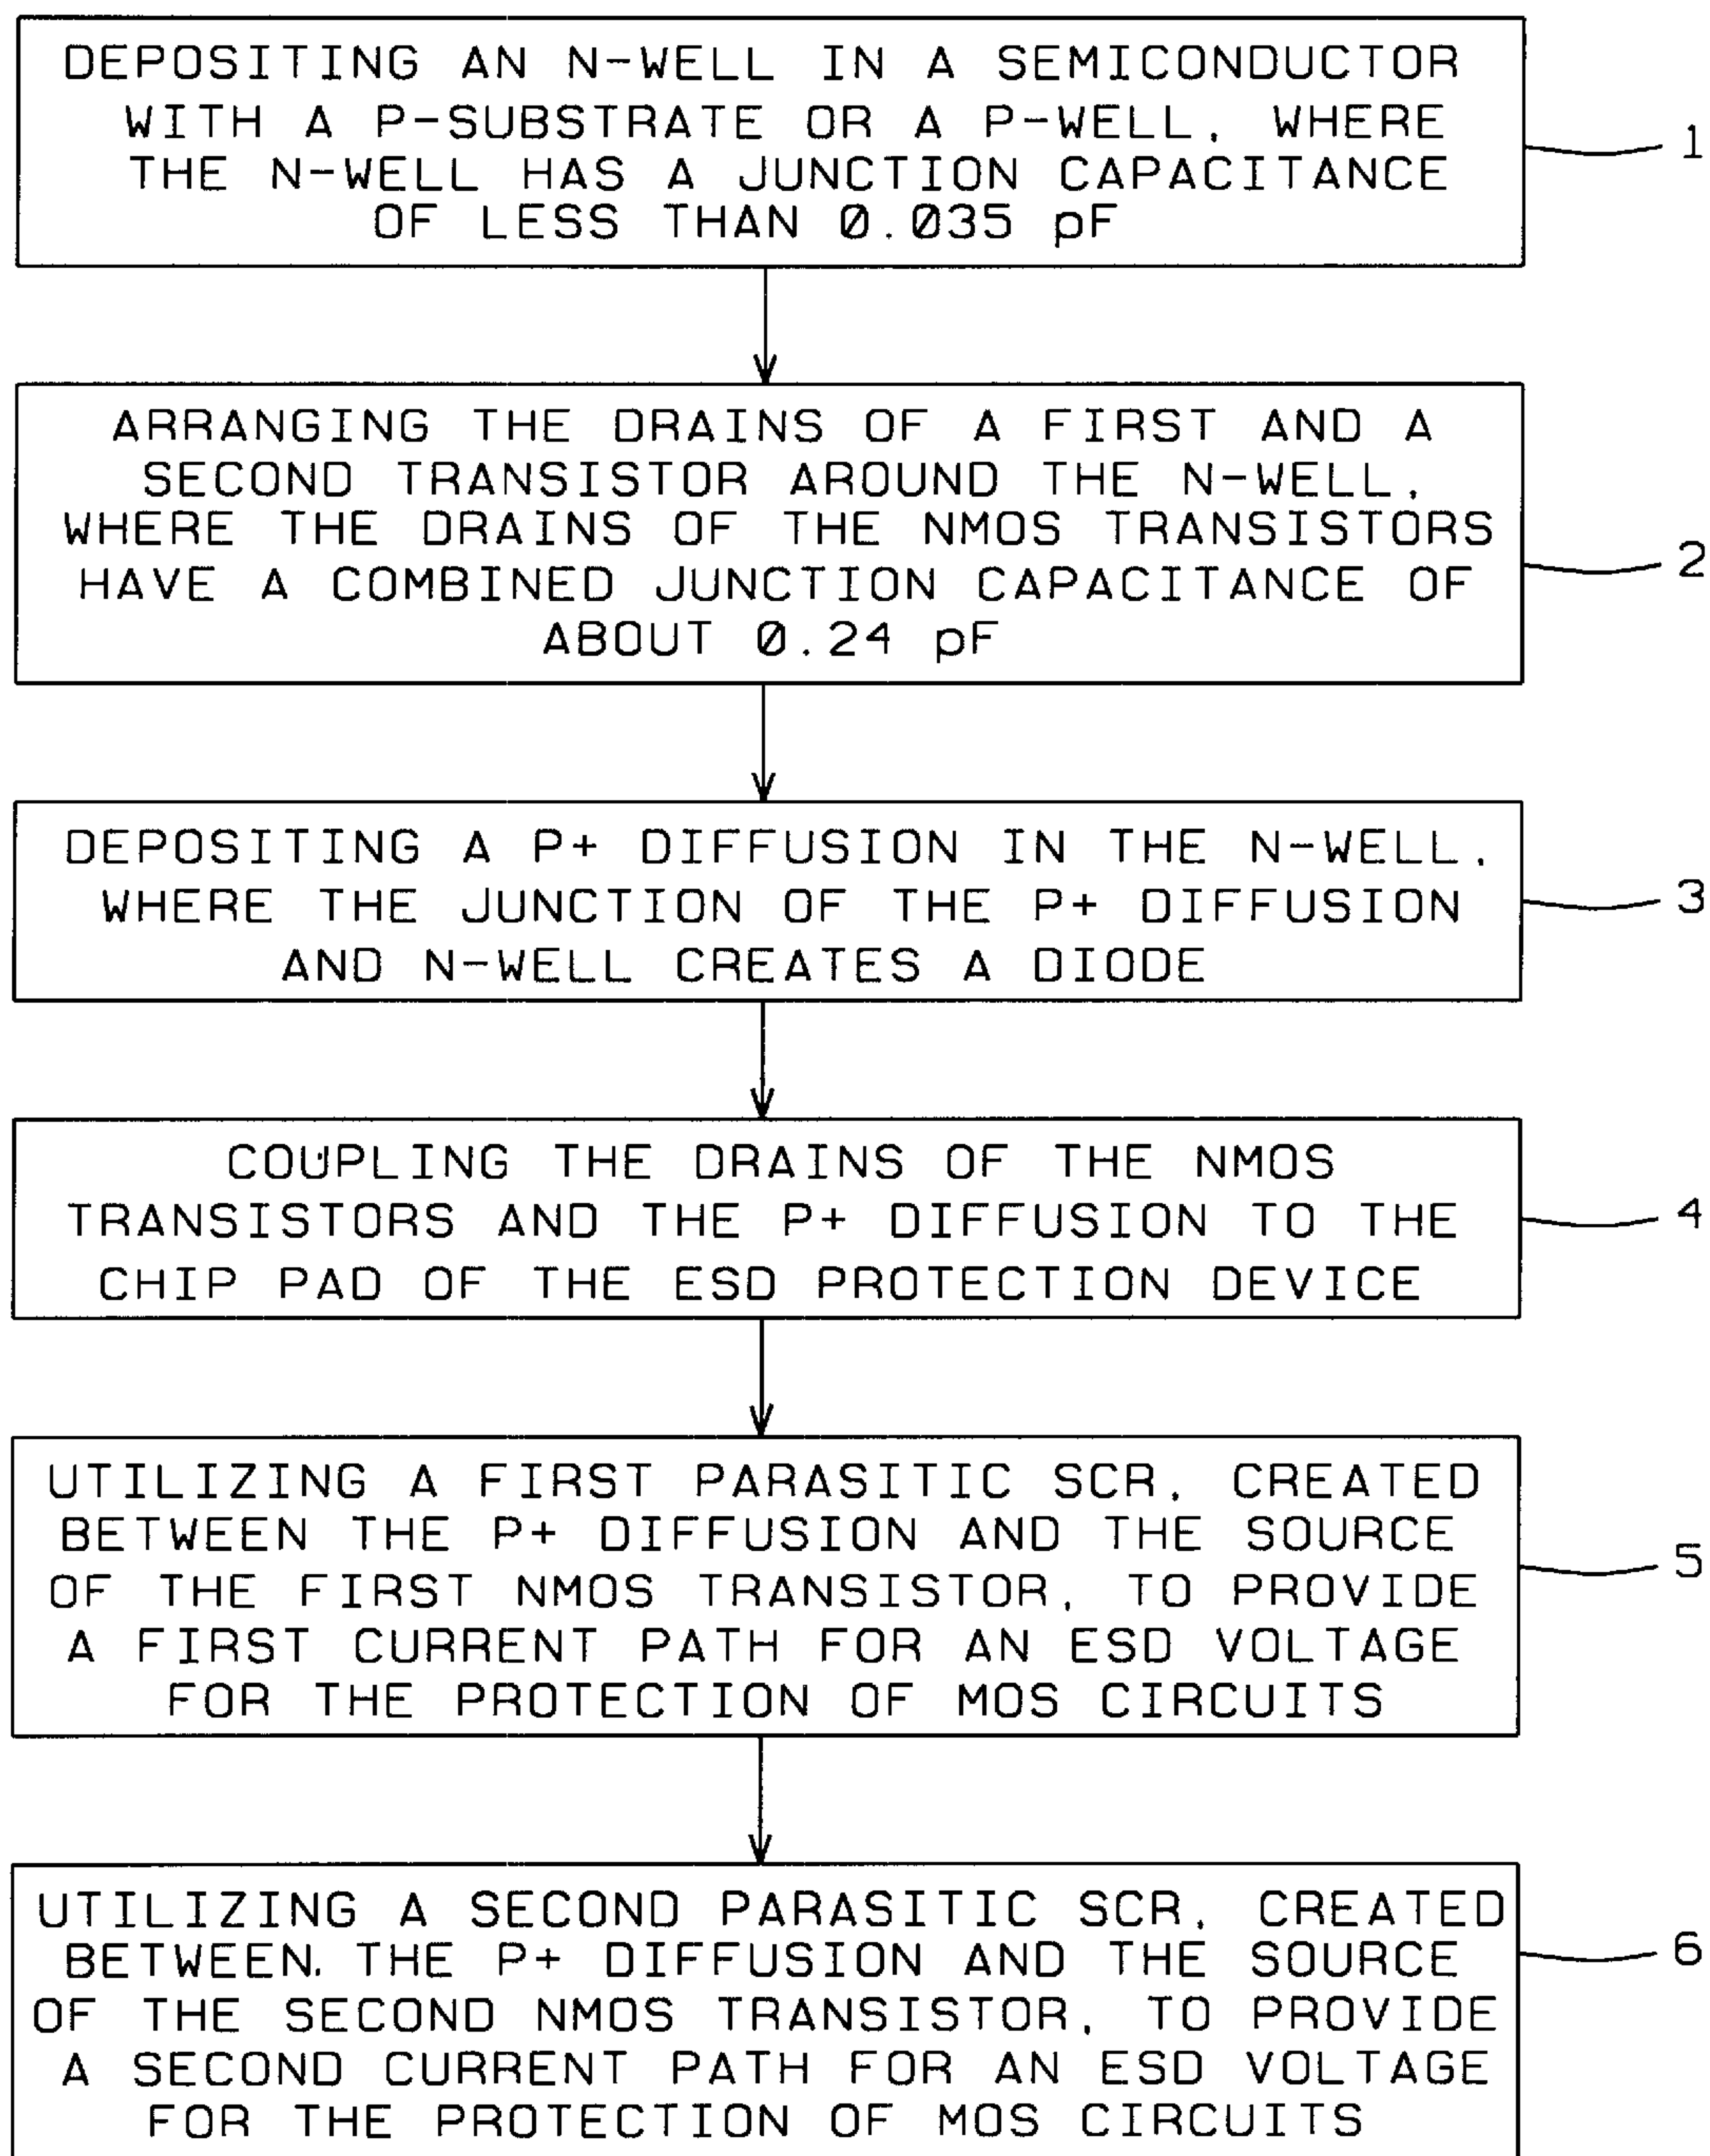 DEPOSITING AN N-WELL IN A SEMICONDUCTOR
WITH A P-SUBSTRATE OR A P-WELL, WHERE
THE N-WELL HAS A JUNCTION CAPACITANCE
OF LESS THAN 0.035 pF
1
ARRANGING THE DRAINS OF A FIRST AND A
SECOND TRANSISTOR AROUND THE N-WELL,
WHERE THE DRAINS OF THE NMOS TRANSISTORS
HAVE A COMBINED JUNCTION CAPACITANCE OF
ABOUT 0.24 pF
2
DEPOSITING A P+ DIFFUSION IN THE N-WELL,
WHERE THE JUNCTION OF THE P+ DIFFUSION
AND N-WELL CREATES A DIODE
3
COUPLING THE DRAINS OF THE NMOS
TRANSISTORS AND THE P+ DIFFUSION TO THE
CHIP PAD OF THE ESD PROTECTION DEVICE
4
UTILIZING A FIRST PARASITIC SCR, CREATED
BETWEEN THE P+ DIFFUSION AND THE SOURCE
OF THE FIRST NMOS TRANSISTOR, TO PROVIDE
A FIRST CURRENT PATH FOR AN ESD VOLTAGE
FOR THE PROTECTION OF MOS CIRCUITS
5
UTILIZING A SECOND PARASITIC SCR, CREATED
BETWEEN. THE P+ DIFFUSION AND THE SOURCE
OF THE SECOND NMOS TRANSISTOR, TO PROVIDE
A SECOND CURRENT PATH FOR AN ESD VOLTAGE
FOR THE PROTECTION OF MOS CIRCUITS
6